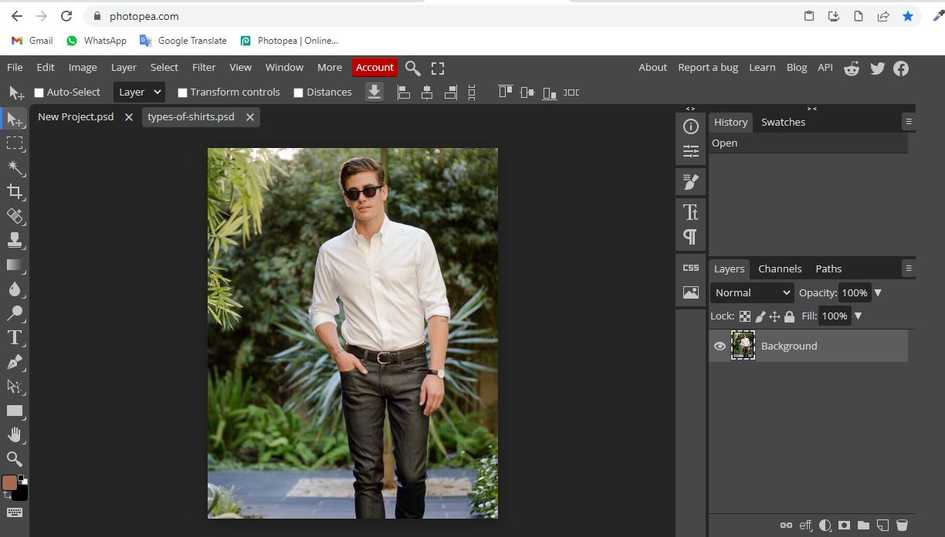 photopea.com
Gmail WhatsApp Google Translate Photopea | Online...
File Edit Image Layer Select Filter View Window More Account About Report a bug Learn Blog API
Auto-Select Layer Transform controls Distances
New Project.psd types-of-shirts.psd
History Swatches
Open
CSS
Layers Channels Paths
Normal Opacity: 100%
Lock: Fill: 100%
Background
eff